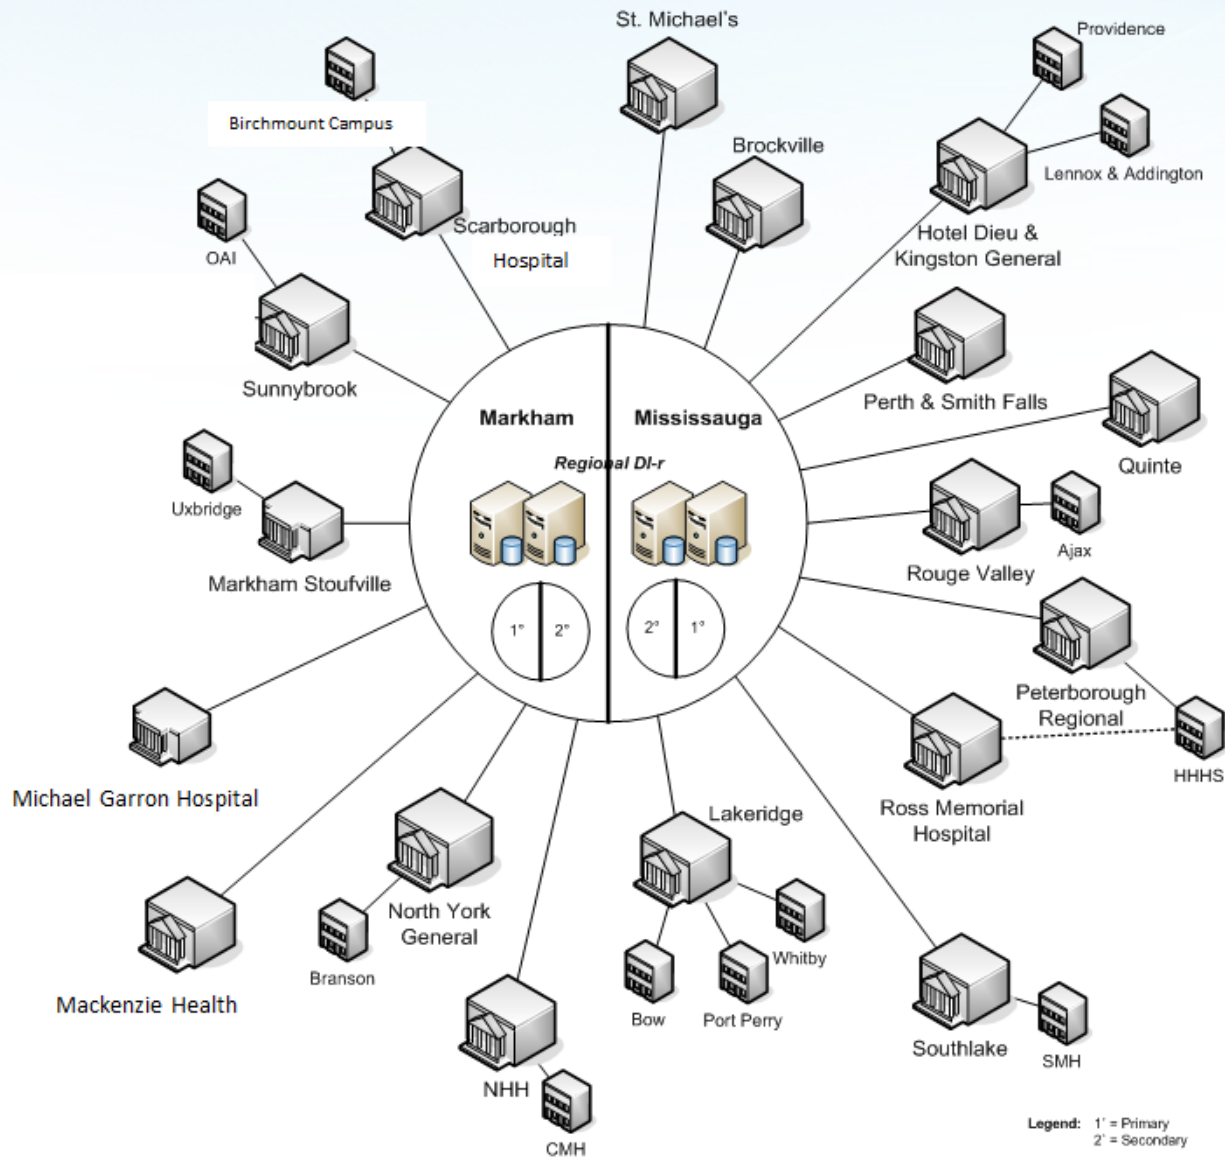 St. Michael's
Providence
Birchmount Campus
Brockville
Lennox & Addington
Scarborough
Hospital
Hotel Dieu &
Kingston General
OAI
Sunnybrook
Perth & Smith Falls
Markham
Mississauga
Quinte
Regional DI-r
Uxbridge
Ajax
Markham Stoufville
Rouge Valley
1°
2°
2°
1°
Peterborough
Regional
HHHS
Michael Garron Hospital
Ross Memorial
Hospital
Lakeridge
North York
General
Branson
Whitby
Mackenzie Health
Bow
Port Perry
Southlake
SMH
NHH
CMH
Legend: 1' = Primary
2' = Secondary